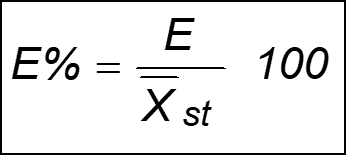 E% = E / X̅ st 100